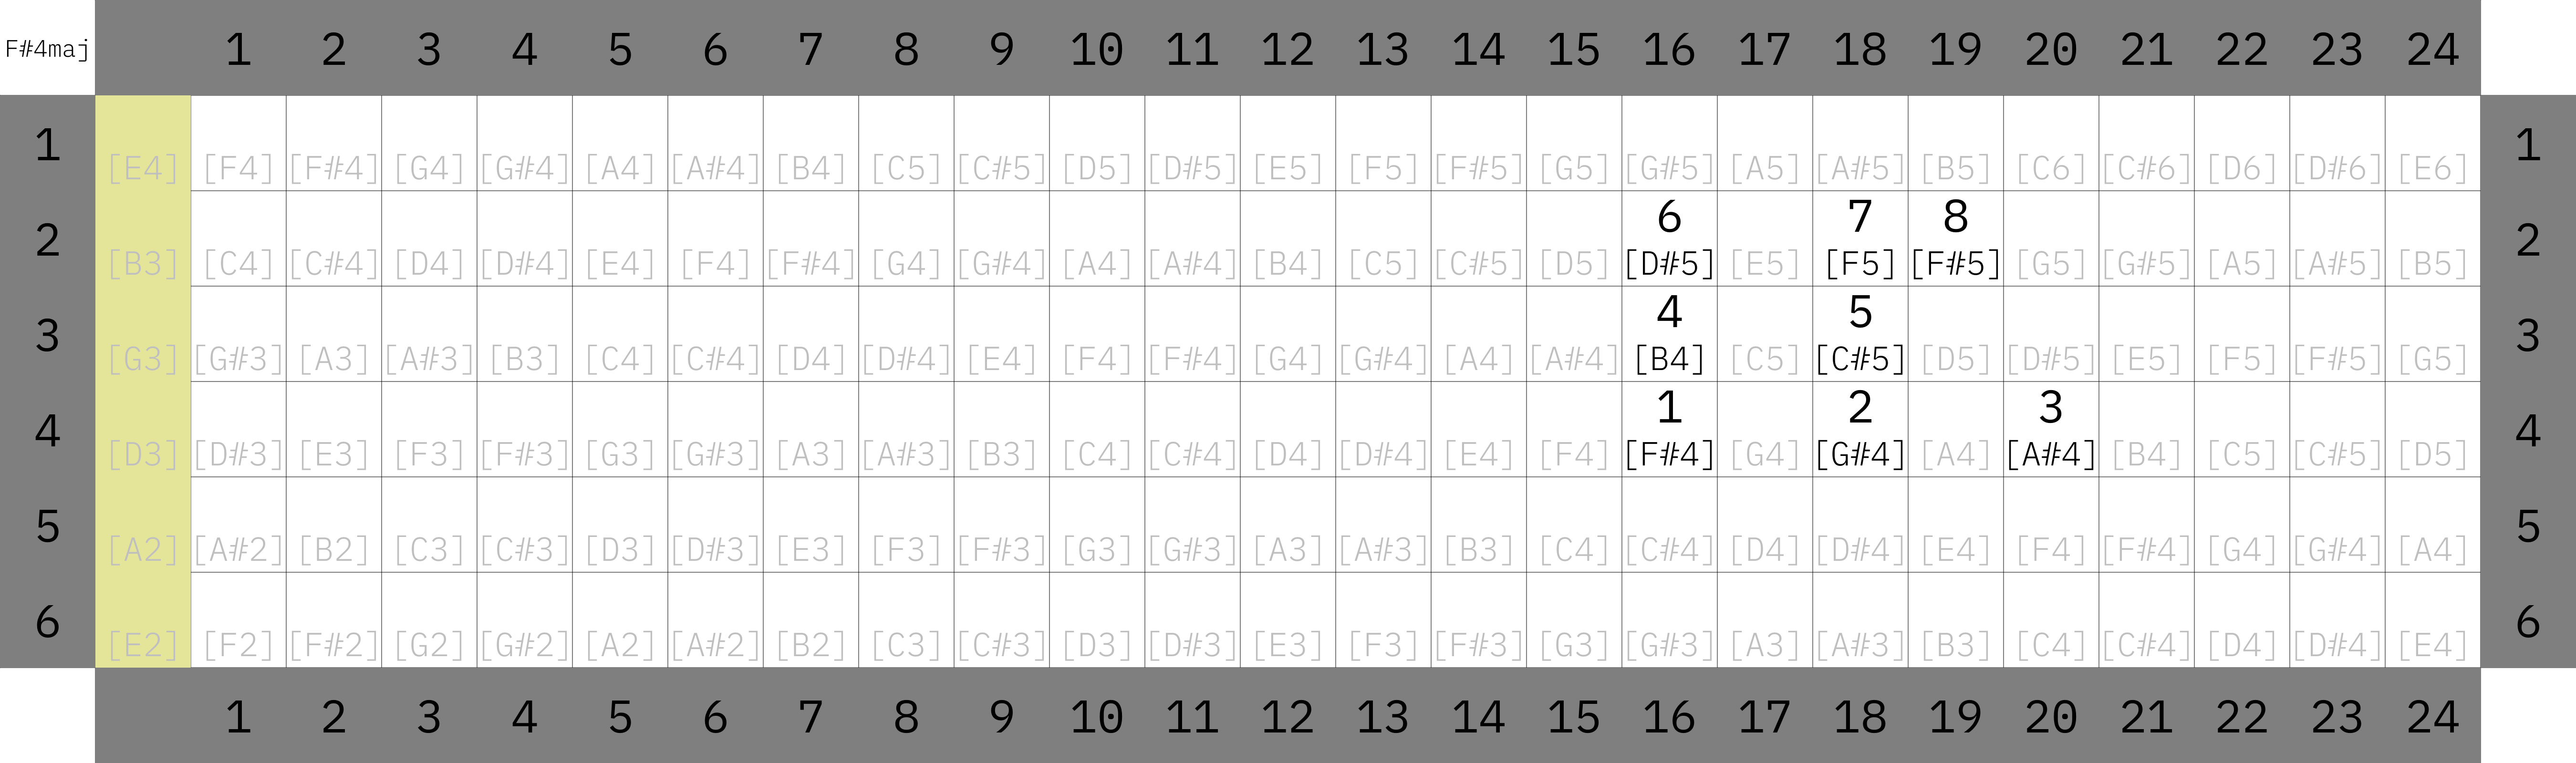 F#4maj 1 2 3 4 5 6 7 8 9 10 11 12 13 14 15 16 17 18 19 20 21 22 23 24
1 [E4] [F4] [F#4] [G4] [G#4] [A4] [A#4] [B4] [C5] [C#5] [D5] [D#5] [E5] [F5] [F#5] [G5] [G#5] [A5] [A#5] [B5] [C6] [C#6] [D6] [D#6] [E6] 1
6 7 8
2 [B3] [C4] [C#4] [D4] [D#4] [E4] [F4] [F#4] [G4] [G#4] [A4] [A#4] [B4] [C5] [C#5] [D5] [D#5] [E5] [F5] [F#5] [G5] [G#5] [A5] [A#5] [B5] 2
4 5
3 [G3] [G#3] [A3] [A#3] [B3] [C4] [C#4] [D4] [D#4] [E4] [F4] [F#4] [G4] [G#4] [A4] [A#4] [B4] [C5] [C#5] [D5] [D#5] [E5] [F5] [F#5] [G5] 3
1 2 3
4 [D3] [D#3] [E3] [F3] [F#3] [G3] [G#3] [A3] [A#3] [B3] [C4] [C#4] [D4] [D#4] [E4] [F4] [F#4] [G4] [G#4] [A4] [A#4] [B4] [C5] [C#5] [D5] 4
5 [A2] [A#2] [B2] [C3] [C#3] [D3] [D#3] [E3] [F3] [F#3] [G3] [G#3] [A3] [A#3] [B3] [C4] [C#4] [D4] [D#4] [E4] [F4] [F#4] [G4] [G#4] [A4] 5
6 [E2] [F2] [F#2] [G2] [G#2] [A2] [A#2] [B2] [C3] [C#3] [D3] [D#3] [E3] [F3] [F#3] [G3] [G#3] [A3] [A#3] [B3] [C4] [C#4] [D4] [D#4] [E4] 6
1 2 3 4 5 6 7 8 9 10 11 12 13 14 15 16 17 18 19 20 21 22 23 24